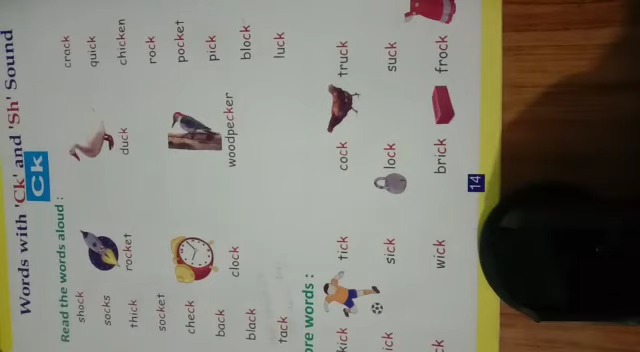 Words with 'Ck' and 'Sh' Sound
Ck
Read the words aloud :
shock
socks
thick
socket
check
back
black
tack
rocket
clock
duck
woodpecker
crack
quick
chicken
rock
pocket
pick
block
luck
ore words :
kick tick cock truck
ick sick lock suck
ck wick brick frock
14